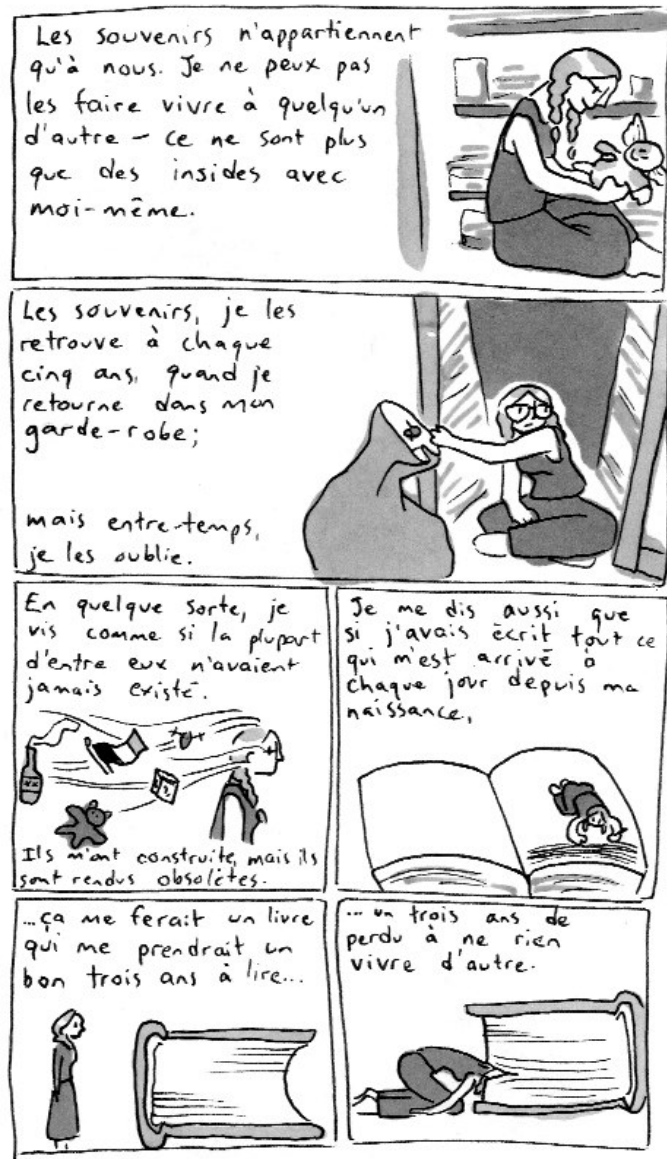 Les souvenirs n'appartiennent
qu'à nous. Je ne peux pas
les faire vivre à quelqu'un
d'autre – ce ne sont plus
que des insides avec
moi-même.
Les souvenirs, je les
retrouve à chaque
cinq ans, quand je
retourne dans mon
garde-robe;
mais entre-temps,
je les oublie.
En quelque sorte, je
vis comme si la plupart
d'entre eux n'avaient
jamais existé.
Ils m'ont construite, mais ils
sont rendus obsolètes.
Je me dis aussi que
si j'avais écrit tout ce
qui m'est arrivé à
chaque jour depuis ma
naissance,
...ça me ferait un livre
qui me prendrait un
bon trois ans à lire...
...un trois ans de
perdu à ne rien
vivre d'autre.